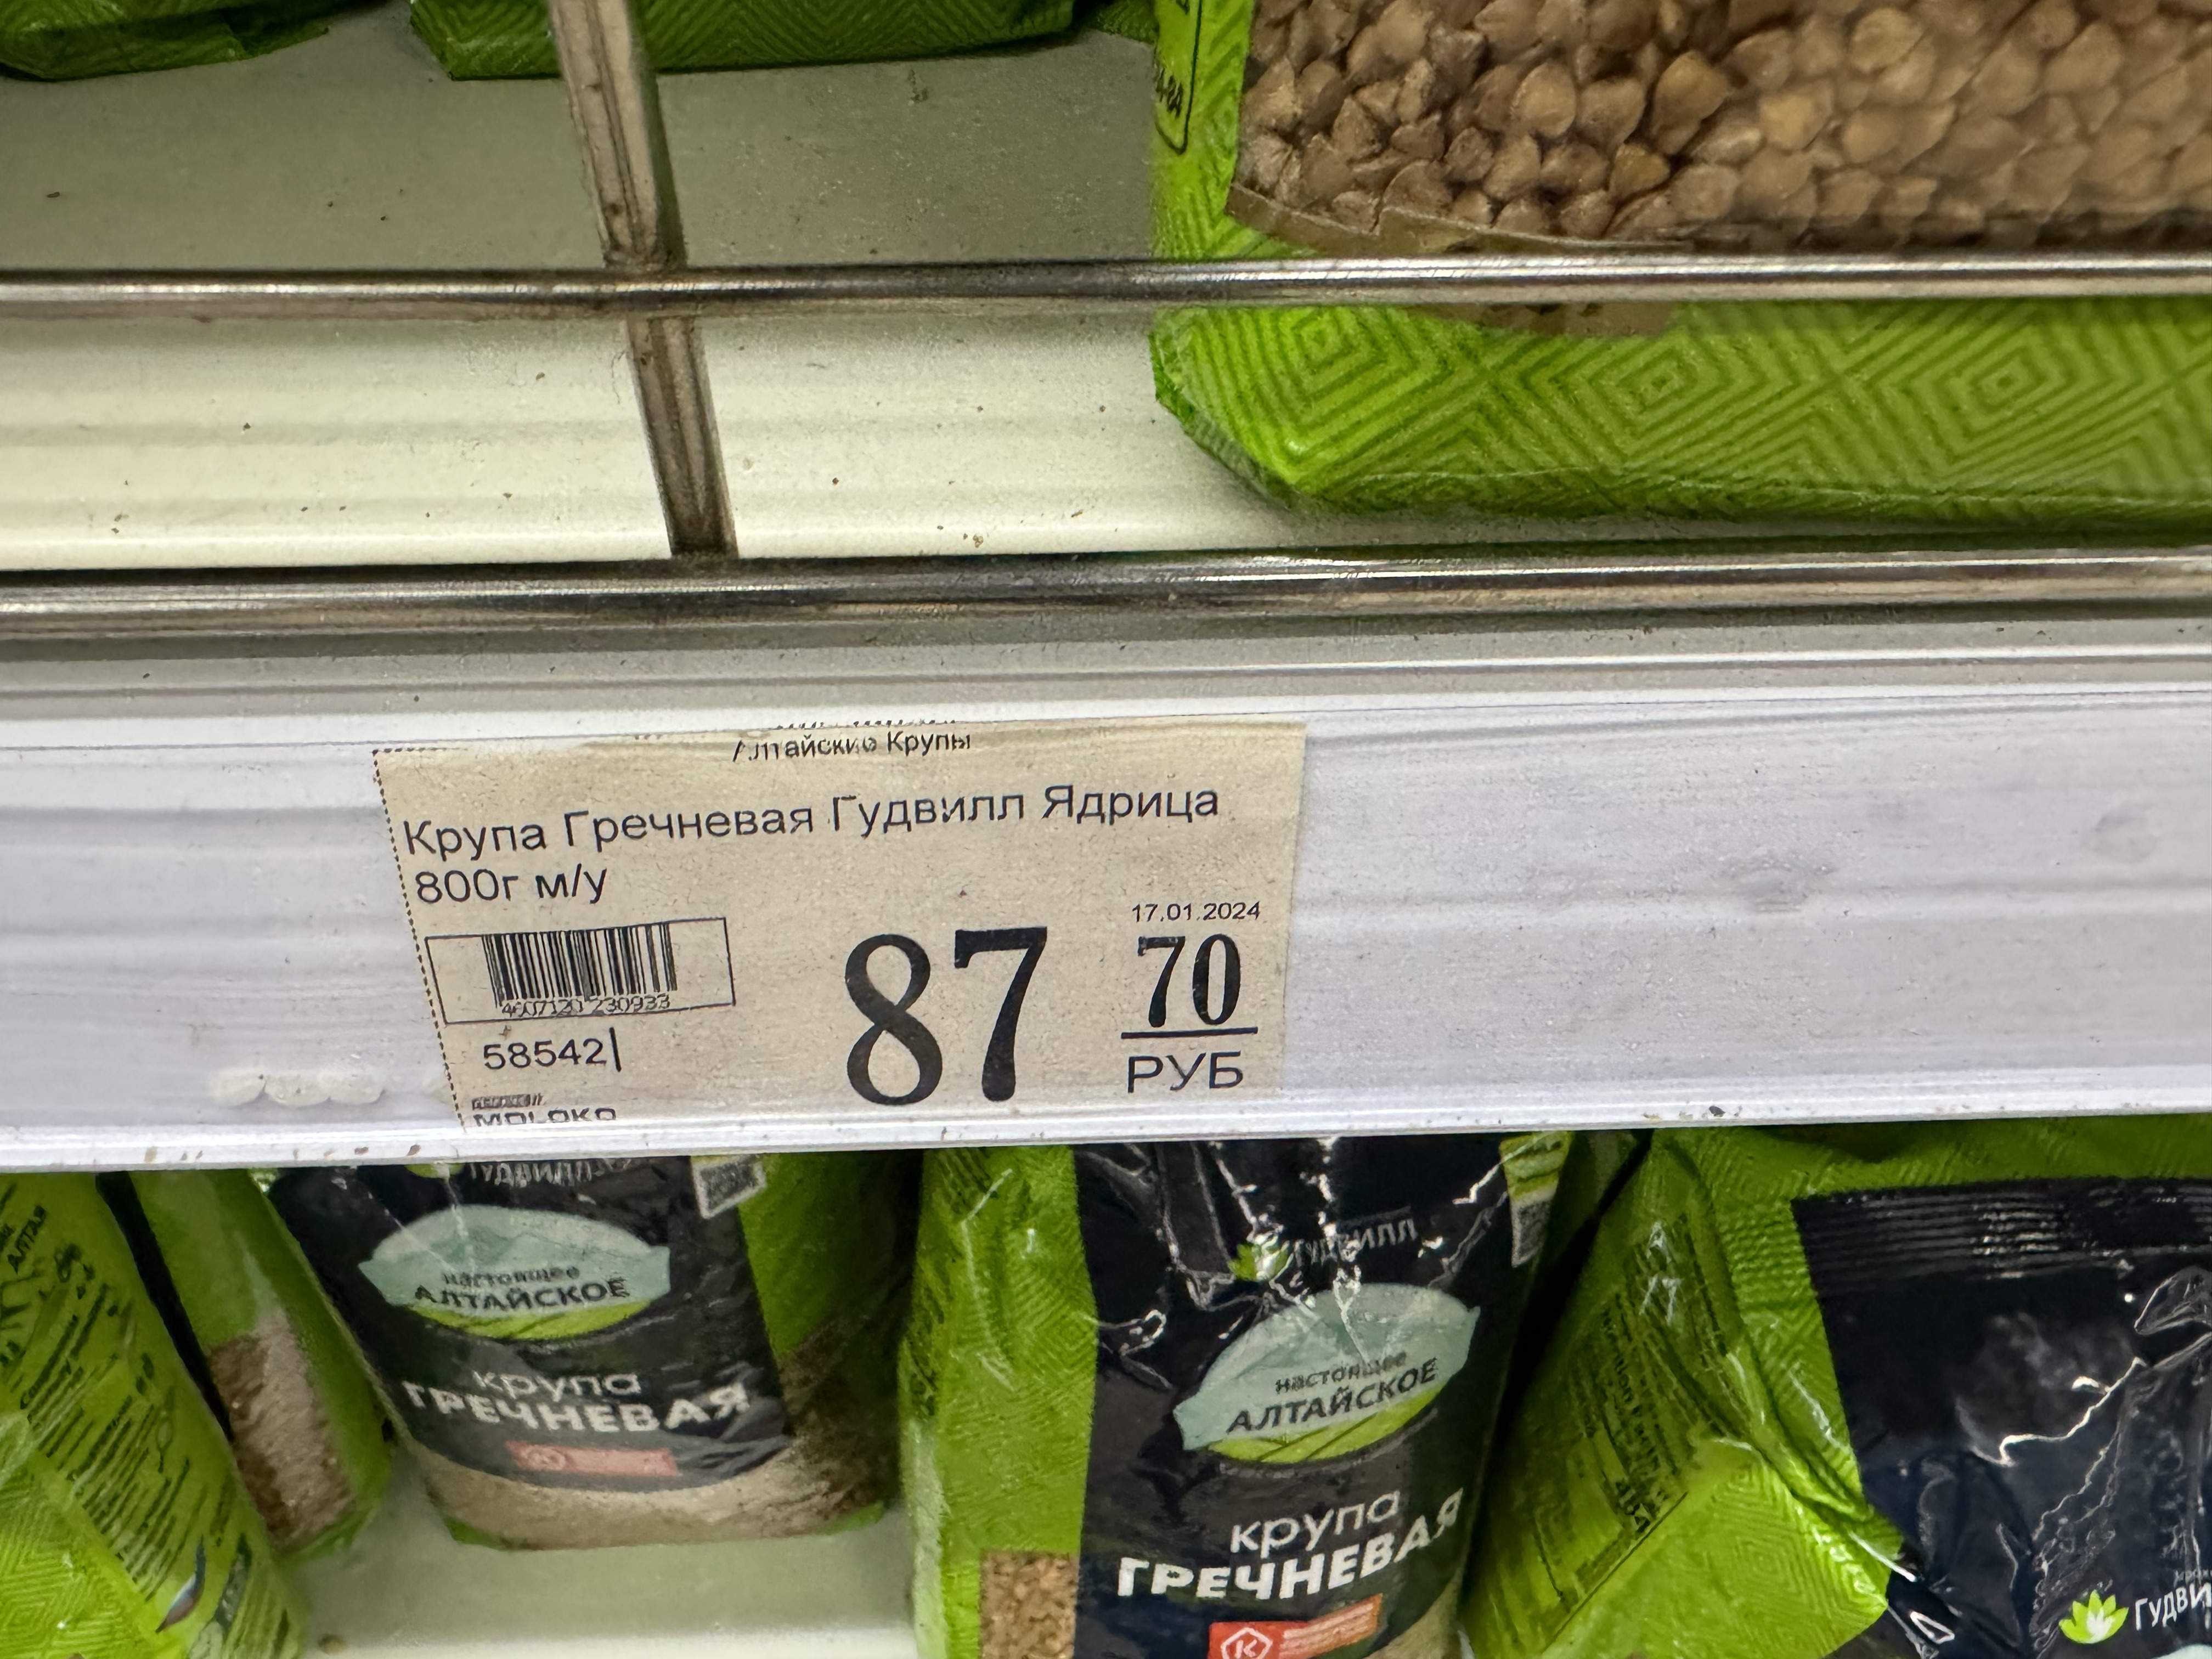 Алтайские Крупы
Крупа Гречневая Гудвилл Ядрица
800г м/у
17.01.2024
87
70
РУБ
4607120 230933
58542
MOLOKO
ГУДВИЛЛ
настоящее
АЛТАЙСКОЕ
крупа
ГРЕЧНЕВАЯ
ГУДВИЛЛ
настоящее
АЛТАЙСКОЕ
крупа
ГРЕЧНЕВАЯ
АЛТАЯ